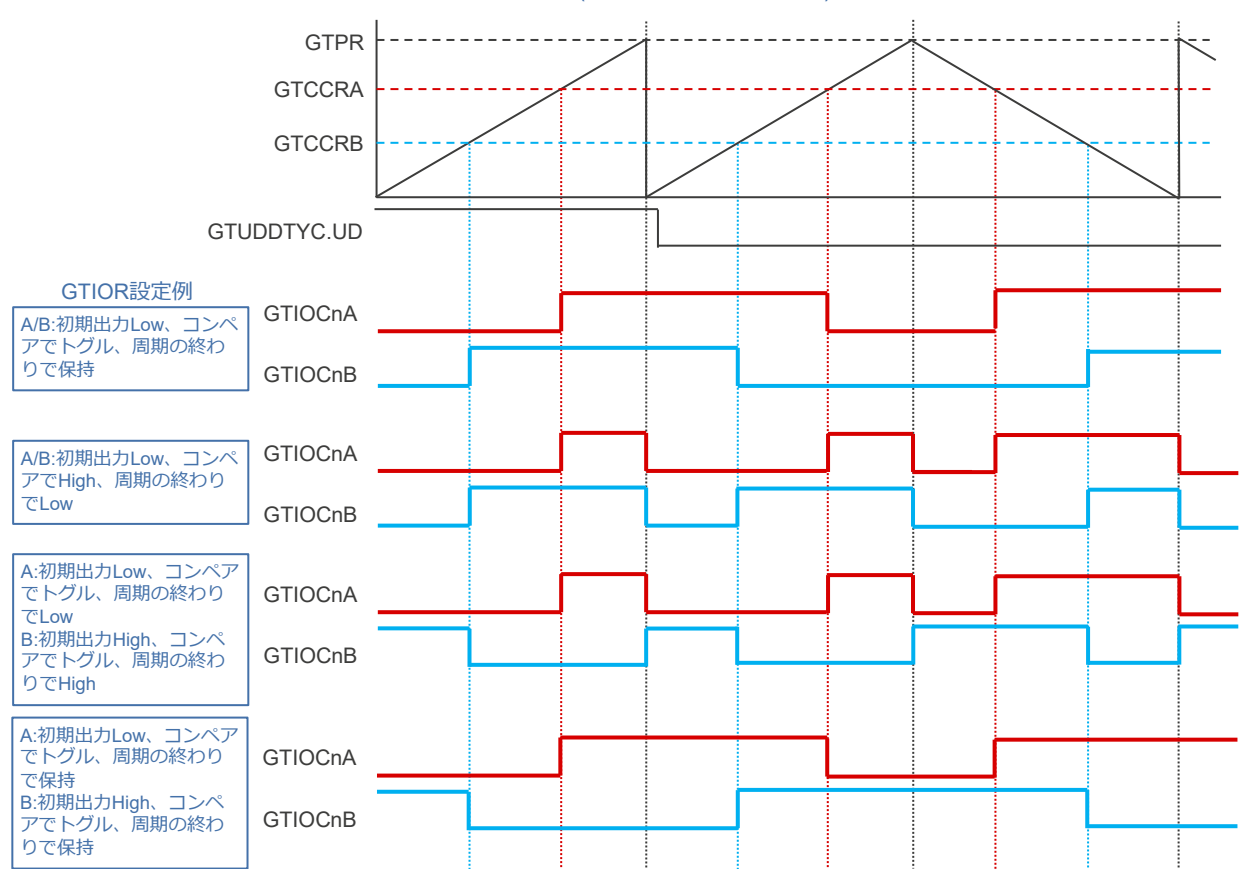 GTPR
GTCCRA
GTCCRB
GTUDDTYC.UD
GTIOR設定例
A/B:初期出力Low、コンペ
アでトグル、周期の終わ
りで保持
GTIOCnA
GTIOCnB
A/B:初期出力Low、コンペ
アでHigh、周期の終わり
でLow
GTIOCnA
GTIOCnB
A:初期出力Low、コンペア
でトグル、周期の終わり
でLow
B:初期出力High、コンペ
アでトグル、周期の終わ
りでHigh
GTIOCnA
GTIOCnB
A:初期出力Low、コンペア
でトグル、周期の終わり
で保持
B:初期出力High、コンペ
アでトグル、周期の終わ
りで保持
GTIOCnA
GTIOCnB